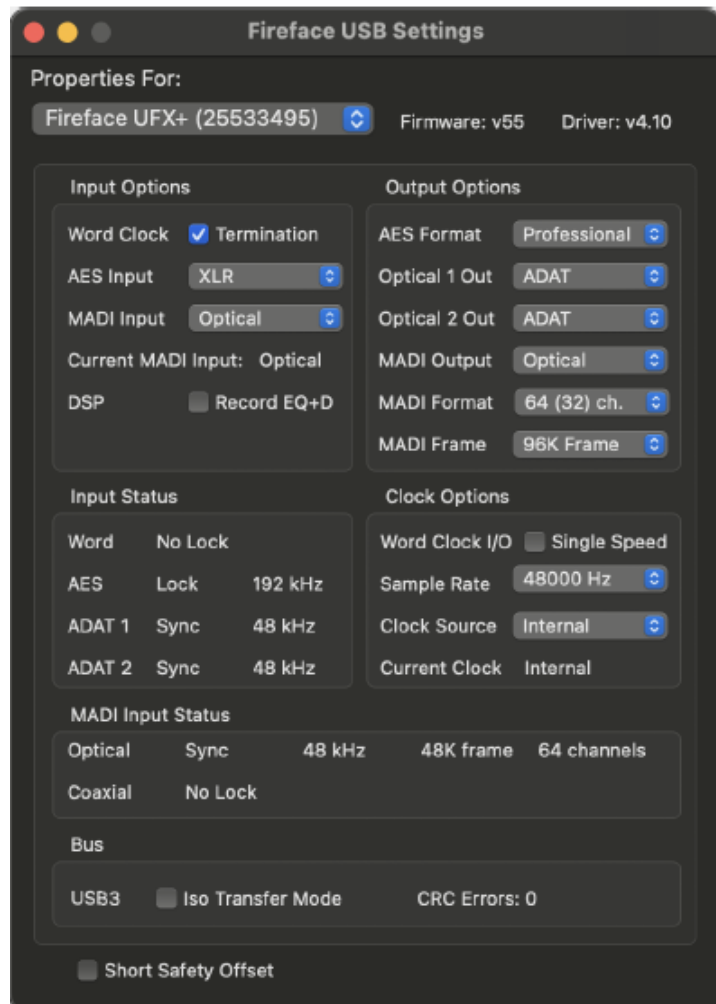 Fireface USB Settings
Properties For:
Fireface UFX+ (25533495) Firmware: v55 Driver: v4.10
Input Options
Word Clock Termination
AES Input XLR
MADI Input Optical
Current MADI Input: Optical
DSP Record EQ+D
Output Options
AES Format Professional
Optical 1 Out ADAT
Optical 2 Out ADAT
MADI Output Optical
MADI Format 64 (32) ch.
MADI Frame 96K Frame
Input Status
Word No Lock
AES Lock 192 kHz
ADAT 1 Sync 48 kHz
ADAT 2 Sync 48 kHz
Clock Options
Word Clock I/O Single Speed
Sample Rate 48000 Hz
Clock Source Internal
Current Clock Internal
MADI Input Status
Optical Sync 48 kHz 48K frame 64 channels
Coaxial No Lock
Bus
USB3 Iso Transfer Mode CRC Errors: 0
Short Safety Offset